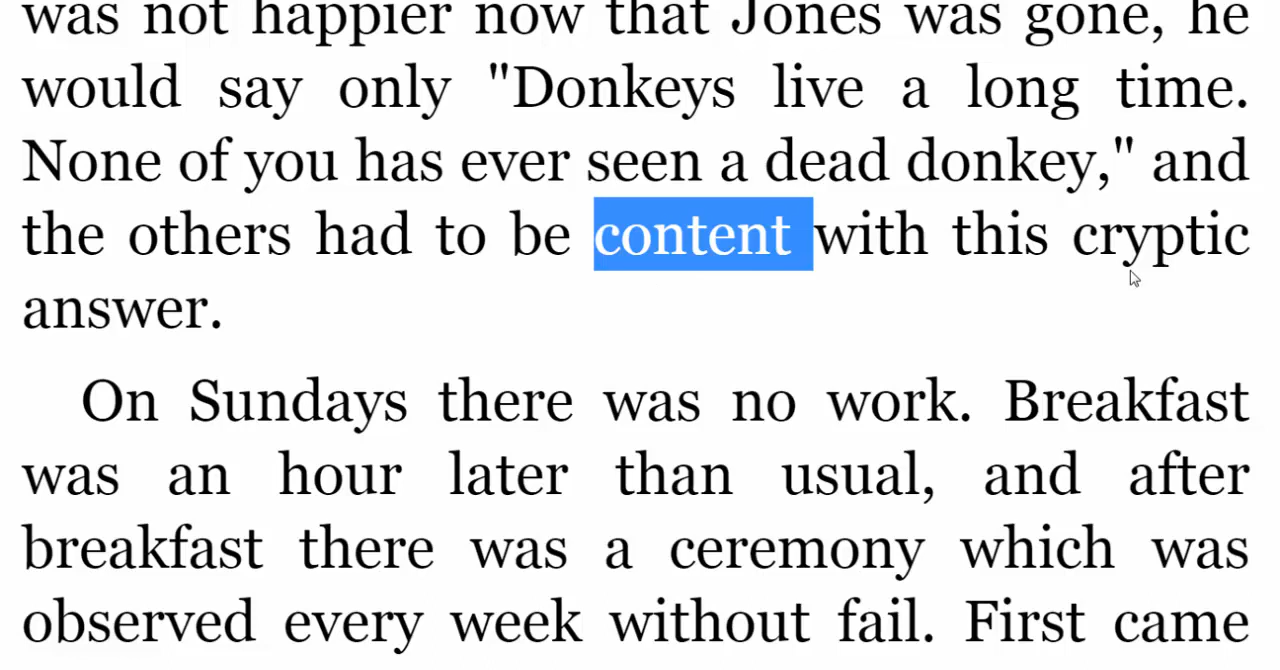 was not happier now that Jones was gone, he
would say only "Donkeys live a long time.
None of you has ever seen a dead donkey," and
the others had to be content with this cryptic
answer.
On Sundays there was no work. Breakfast
was an hour later than usual, and after
breakfast there was a ceremony which was
observed every week without fail. First came